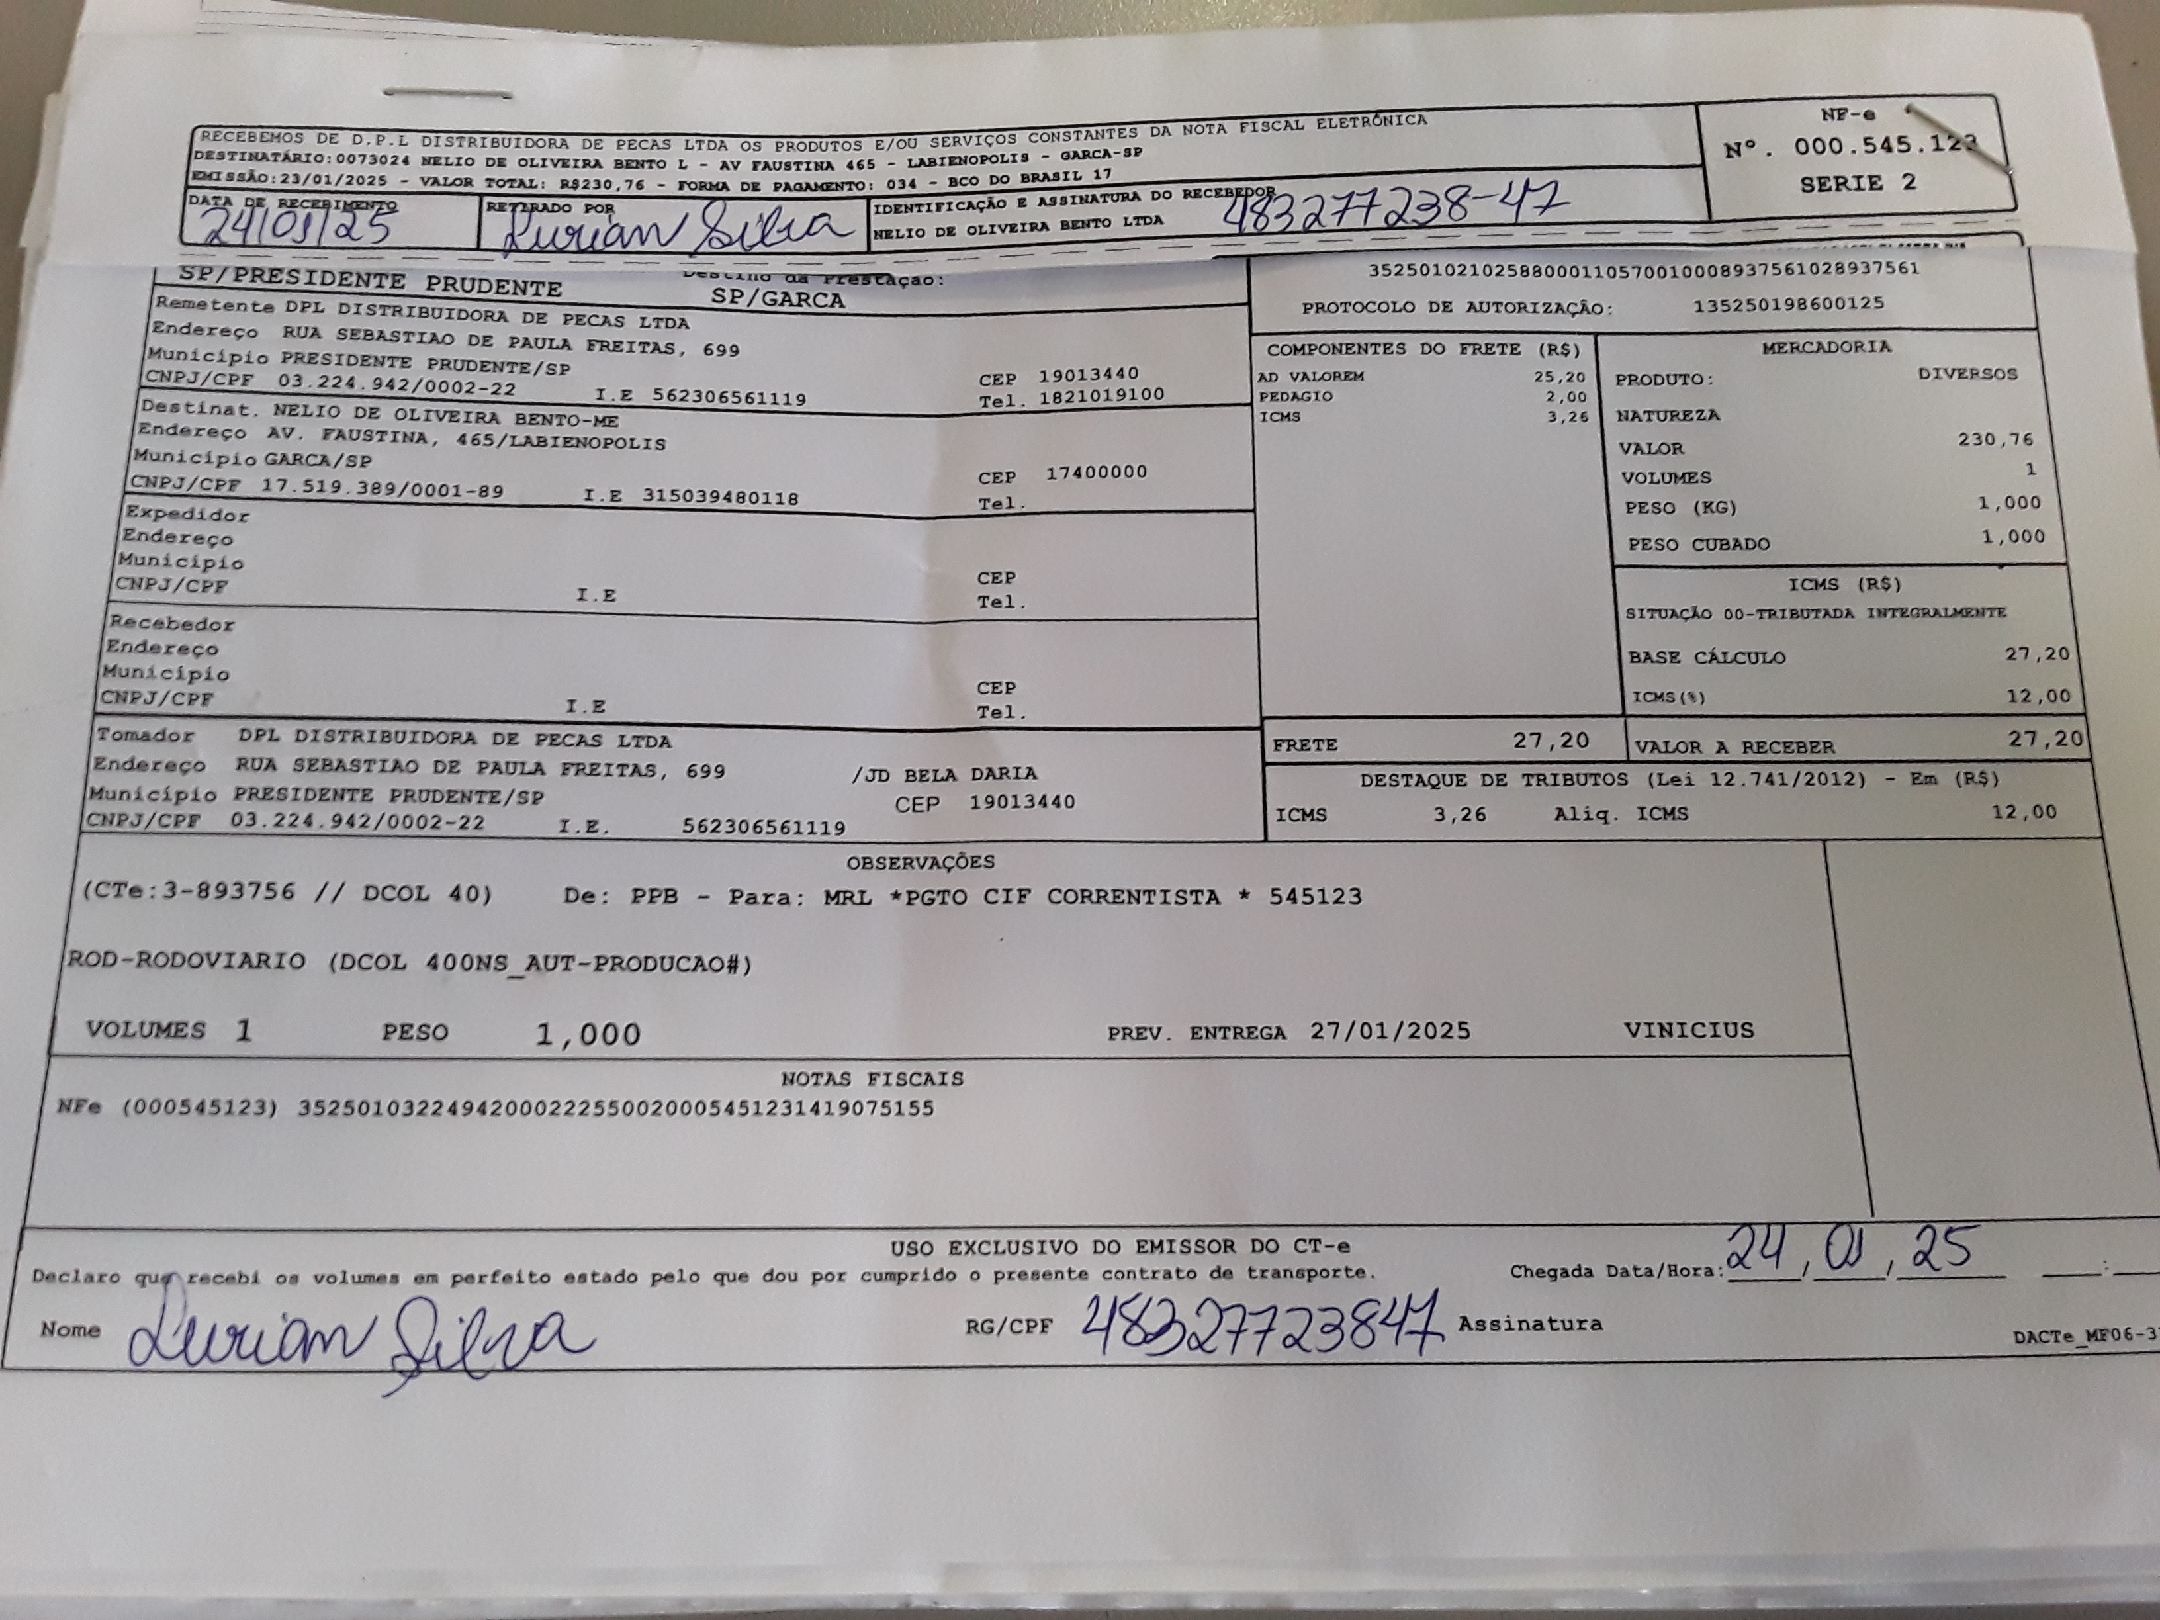 RECEBEMOS DE D.P.L DISTRIBUIDORA DE PECAS LTDA OS PRODUTOS E/OU SERVIÇOS CONSTANTES DA NOTA FISCAL ELETRÔNICA
DESTINATÁRIO:0073024 NELIO DE OLIVEIRA BENTO L - AV FAUSTINA 465 - LABIENOPOLIS - GARCA-SP
EMISSÃO:23/01/2025 - VALOR TOTAL: R$230,76 - FORMA DE PAGAMENTO: 034 - BCO DO BRASIL 17
NF-e
Nº. 000.545.123
SERIE 2
DATA DE RECEBIMENTO
24/01/25
RETIRADO POR
Lurian Silva
IDENTIFICAÇÃO E ASSINATURA DO RECEBEDOR
NELIO DE OLIVEIRA BENTO LTDA 483277238-47
SP/PRESIDENTE PRUDENTE
Destino da Prestação:
SP/GARCA
35250102102588000110570010008937561028937561
PROTOCOLO DE AUTORIZAÇÃO: 135250198600125
Remetente DPL DISTRIBUIDORA DE PECAS LTDA
Endereço RUA SEBASTIAO DE PAULA FREITAS, 699
Município PRESIDENTE PRUDENTE/SP CEP 19013440
CNPJ/CPF 03.224.942/0002-22 I.E 562306561119 Tel. 1821019100
Destinat. NELIO DE OLIVEIRA BENTO-ME
Endereço AV. FAUSTINA, 465/LABIENOPOLIS
Município GARCA/SP CEP 17400000
CNPJ/CPF 17.519.389/0001-89 I.E 315039480118 Tel.
Expedidor
Endereço
Município CEP
CNPJ/CPF I.E Tel.
Recebedor
Endereço
Município CEP
CNPJ/CPF I.E Tel.
Tomador DPL DISTRIBUIDORA DE PECAS LTDA
Endereço RUA SEBASTIAO DE PAULA FREITAS, 699 /JD BELA DARIA
Município PRESIDENTE PRUDENTE/SP CEP 19013440
CNPJ/CPF 03.224.942/0002-22 I.E. 562306561119
COMPONENTES DO FRETE (R$)
AD VALOREM 25,20
PEDAGIO 2,00
ICMS 3,26
MERCADORIA
PRODUTO: DIVERSOS
NATUREZA
VALOR 230,76
VOLUMES 1
PESO (KG) 1,000
PESO CUBADO 1,000
ICMS (R$)
SITUAÇÃO 00-TRIBUTADA INTEGRALMENTE
BASE CÁLCULO 27,20
ICMS(%) 12,00
FRETE 27,20 VALOR A RECEBER 27,20
DESTAQUE DE TRIBUTOS (Lei 12.741/2012) - Em (R$)
ICMS 3,26 Aliq. ICMS 12,00
OBSERVAÇÕES
(CTe:3-893756 // DCOL 40) De: PPB - Para: MRL *PGTO CIF CORRENTISTA * 545123
ROD-RODOVIARIO (DCOL 400NS_AUT-PRODUCAO#)
VOLUMES 1 PESO 1,000 PREV. ENTREGA 27/01/2025 VINICIUS
NOTAS FISCAIS
NFe (000545123) 35250103224942000222550020005451231419075155
USO EXCLUSIVO DO EMISSOR DO CT-e
Declaro que recebi os volumes em perfeito estado pelo que dou por cumprido o presente contrato de transporte. Chegada Data/Hora: 24, 01, 25 :
Nome Lurian Silva RG/CPF 48327723847 Assinatura